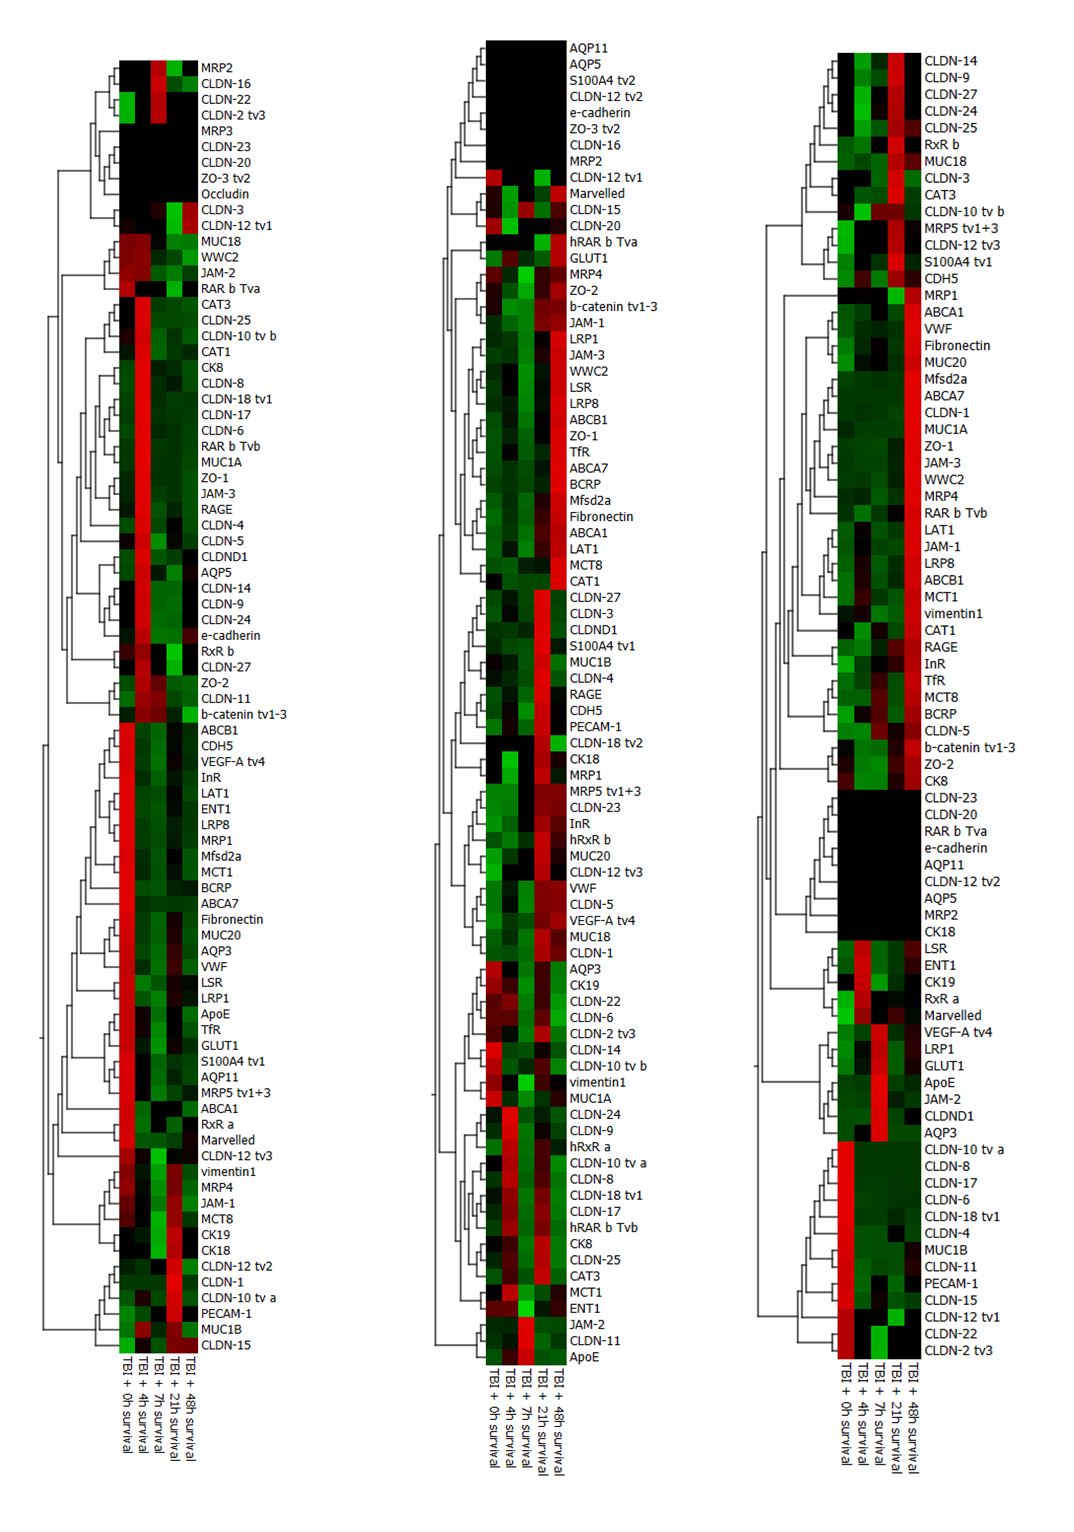 MRP2
CLDN-16
CLDN-22
CLDN-2 tv3
MRP3
CLDN-23
CLDN-20
ZO-3 tv2
Occludin
CLDN-3
CLDN-12 tv1
MUC18
WWC2
JAM-2
RAR b Tva
CAT3
CLDN-25
CLDN-10 tv b
CAT1
CK8
CLDN-8
CLDN-18 tv1
CLDN-17
CLDN-6
RAR b Tvb
MUC1A
ZO-1
JAM-3
RAGE
CLDN-4
CLDN-5
CLDND1
AQP5
CLDN-14
CLDN-9
CLDN-24
e-cadherin
RxR b
CLDN-27
ZO-2
CLDN-11
b-catenin tv1-3
ABCB1
CDH5
VEGF-A tv4
InR
LAT1
ENT1
LRP8
MRP1
Mfsd2a
MCT1
BCRP
ABCA7
Fibronectin
MUC20
AQP3
VWF
LSR
LRP1
ApoE
TfR
GLUT1
S100A4 tv1
AQP11
MRP5 tv1+3
ABCA1
RxR a
Marvelled
CLDN-12 tv3
vimentin1
MRP4
JAM-1
MCT8
CK19
CK18
CLDN-12 tv2
CLDN-1
CLDN-10 tv a
PECAM-1
MUC1B
CLDN-15
TBI + 0h survival
TBI + 4h survival
TBI + 7h survival
TBI + 21h survival
TBI + 48h survival
AQP11
AQP5
S100A4 tv2
CLDN-12 tv2
e-cadherin
ZO-3 tv2
CLDN-16
MRP2
CLDN-12 tv1
Marvelled
CLDN-15
CLDN-20
hRAR b Tva
GLUT1
MRP4
ZO-2
b-catenin tv1-3
JAM-1
LRP1
JAM-3
WWC2
LSR
LRP8
ABCB1
ZO-1
TfR
ABCA7
BCRP
Mfsd2a
Fibronectin
ABCA1
LAT1
MCT8
CAT1
CLDN-27
CLDN-3
CLDND1
S100A4 tv1
MUC1B
CLDN-4
RAGE
CDH5
PECAM-1
CLDN-18 tv2
CK18
MRP1
MRP5 tv1+3
CLDN-23
InR
hRxR b
MUC20
CLDN-12 tv3
VWF
CLDN-5
VEGF-A tv4
MUC18
CLDN-1
AQP3
CK19
CLDN-22
CLDN-6
CLDN-2 tv3
CLDN-14
CLDN-10 tv b
vimentin1
MUC1A
CLDN-24
CLDN-9
hRxR a
CLDN-10 tv a
CLDN-8
CLDN-18 tv1
CLDN-17
hRAR b Tvb
CK8
CLDN-25
CAT3
MCT1
ENT1
JAM-2
CLDN-11
ApoE
TBI + 0h survival
TBI + 4h survival
TBI + 7h survival
TBI + 21h survival
TBI + 48h survival
CLDN-14
CLDN-9
CLDN-27
CLDN-24
CLDN-25
RxR b
MUC18
CLDN-3
CAT3
CLDN-10 tv b
MRP5 tv1+3
CLDN-12 tv3
S100A4 tv1
CDH5
MRP1
ABCA1
VWF
Fibronectin
MUC20
Mfsd2a
ABCA7
CLDN-1
MUC1A
ZO-1
JAM-3
WWC2
MRP4
RAR b Tvb
LAT1
JAM-1
LRP8
ABCB1
MCT1
vimentin1
CAT1
RAGE
InR
TfR
MCT8
BCRP
CLDN-5
b-catenin tv1-3
ZO-2
CK8
CLDN-23
CLDN-20
RAR b Tva
e-cadherin
AQP11
CLDN-12 tv2
AQP5
MRP2
CK18
LSR
ENT1
CK19
RxR a
Marvelled
VEGF-A tv4
LRP1
GLUT1
ApoE
JAM-2
CLDND1
AQP3
CLDN-10 tv a
CLDN-8
CLDN-17
CLDN-6
CLDN-18 tv1
CLDN-4
MUC1B
CLDN-11
PECAM-1
CLDN-15
CLDN-12 tv1
CLDN-22
CLDN-2 tv3
TBI + 0h survival
TBI + 4h survival
TBI + 7h survival
TBI + 21h survival
TBI + 48h survival